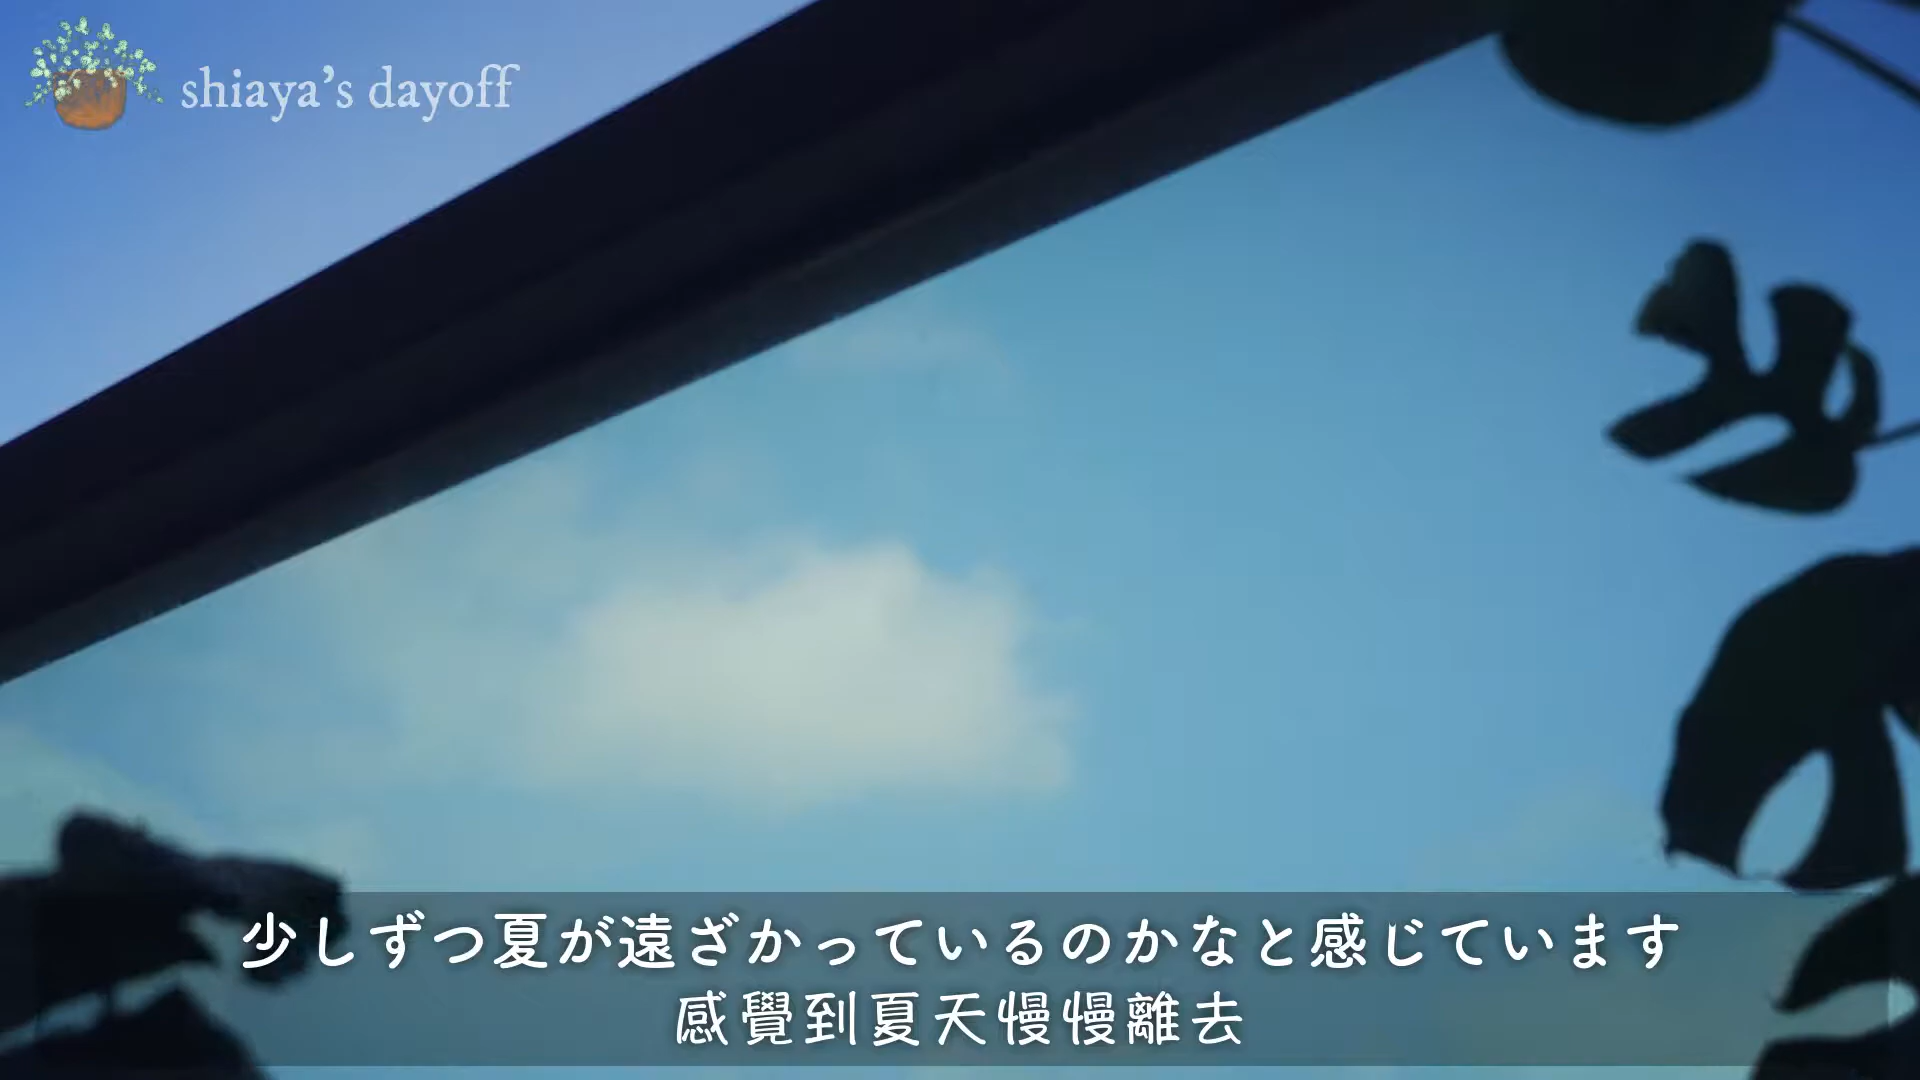 shiaya's dayoff
少しずつ夏が遠ざかっているのかなと感じています
感覺到夏天慢慢離去